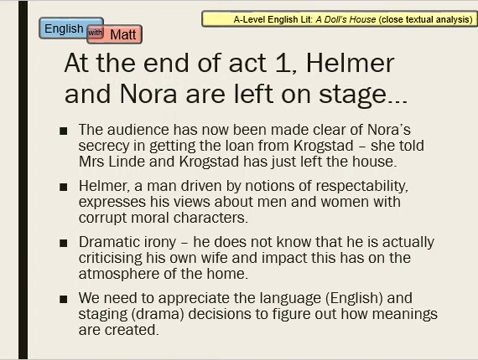 English with Matt
A-Level English Lit: A Doll's House (close textual analysis)
At the end of act 1, Helmer
and Nora are left on stage...
■ The audience has now been made clear of Nora's
secrecy in getting the loan from Krogstad – she told
Mrs Linde and Krogstad has just left the house.
■ Helmer, a man driven by notions of respectability,
expresses his views about men and women with
corrupt moral characters.
■ Dramatic irony – he does not know that he is actually
criticising his own wife and impact this has on the
atmosphere of the home.
■ We need to appreciate the language (English) and
staging (drama) decisions to figure out how meanings
are created.